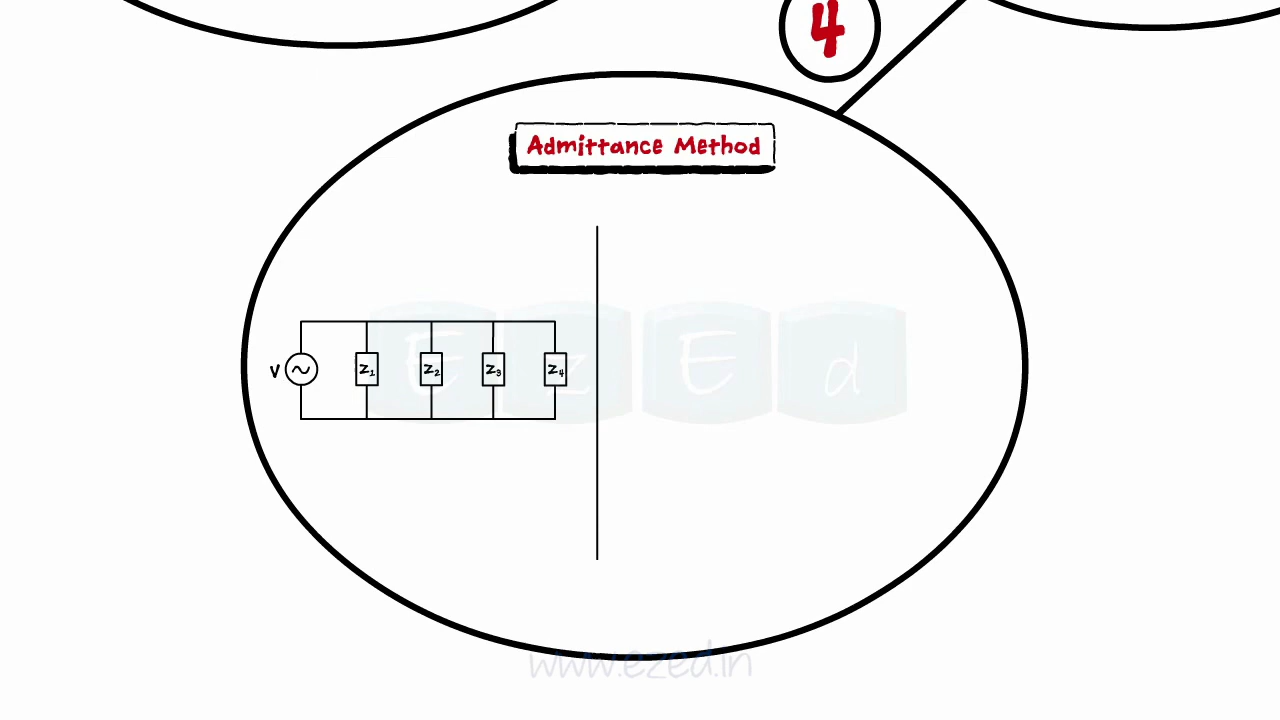 4
Admittance Method
V Z₁ Z₂ Z₃ Z₄
E z E d
www.ezed.in